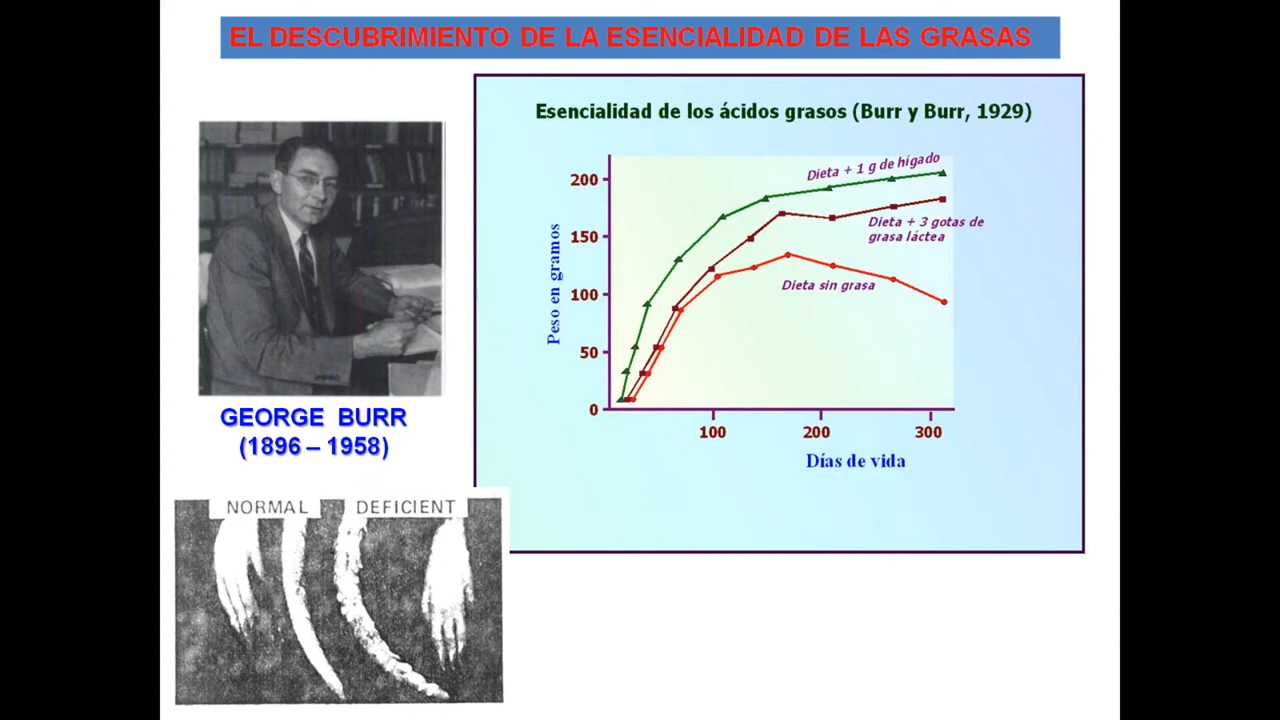 EL DESCUBRIMIENTO DE LA ESENCIALIDAD DE LAS GRASAS
Esencialidad de los ácidos grasos (Burr y Burr, 1929)
Dieta + 1 g de hígado
Dieta + 3 gotas de
grasa láctea
Dieta sin grasa
Peso en gramos
200
150
100
50
0
100
200
300
Días de vida
GEORGE BURR
(1896 – 1958)
NORMAL
DEFICIENT